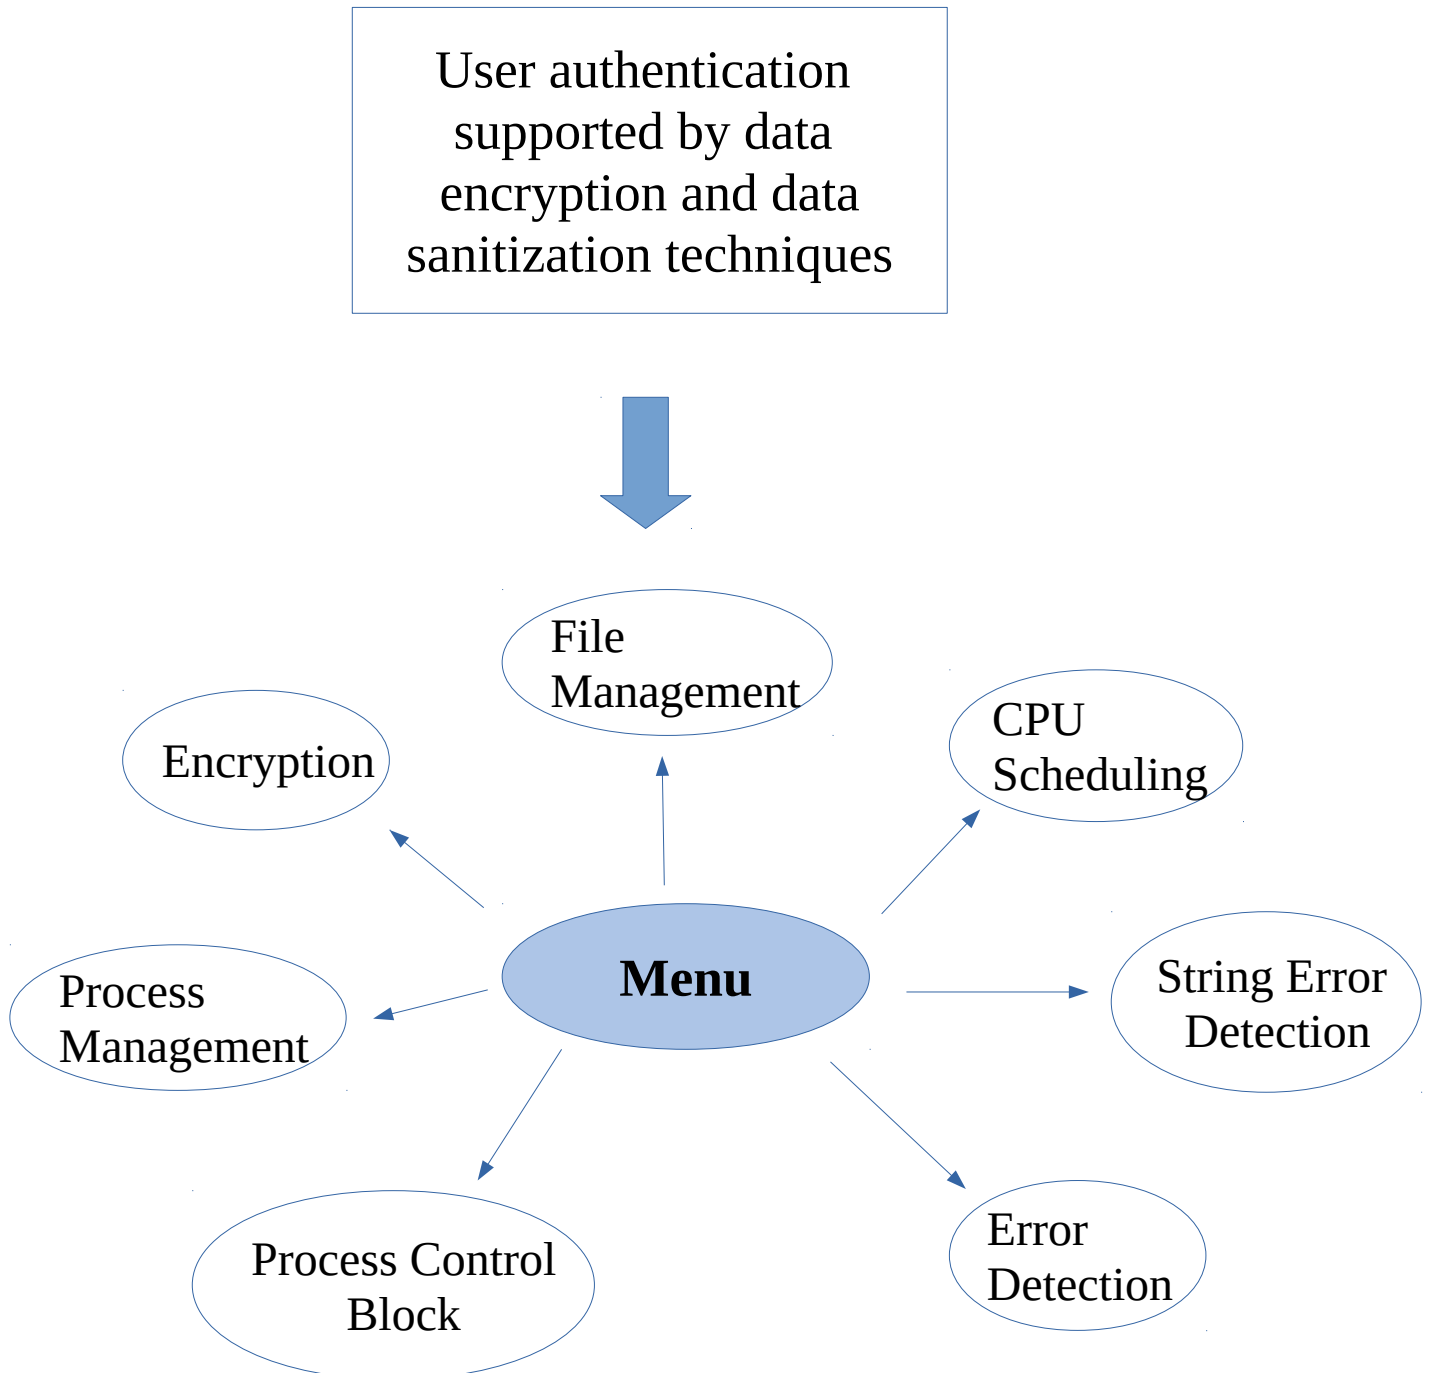 User authentication
supported by data
encryption and data
sanitization techniques
File
Management
CPU
Scheduling
Encryption
Menu
String Error
Detection
Process
Management
Error
Detection
Process Control
Block